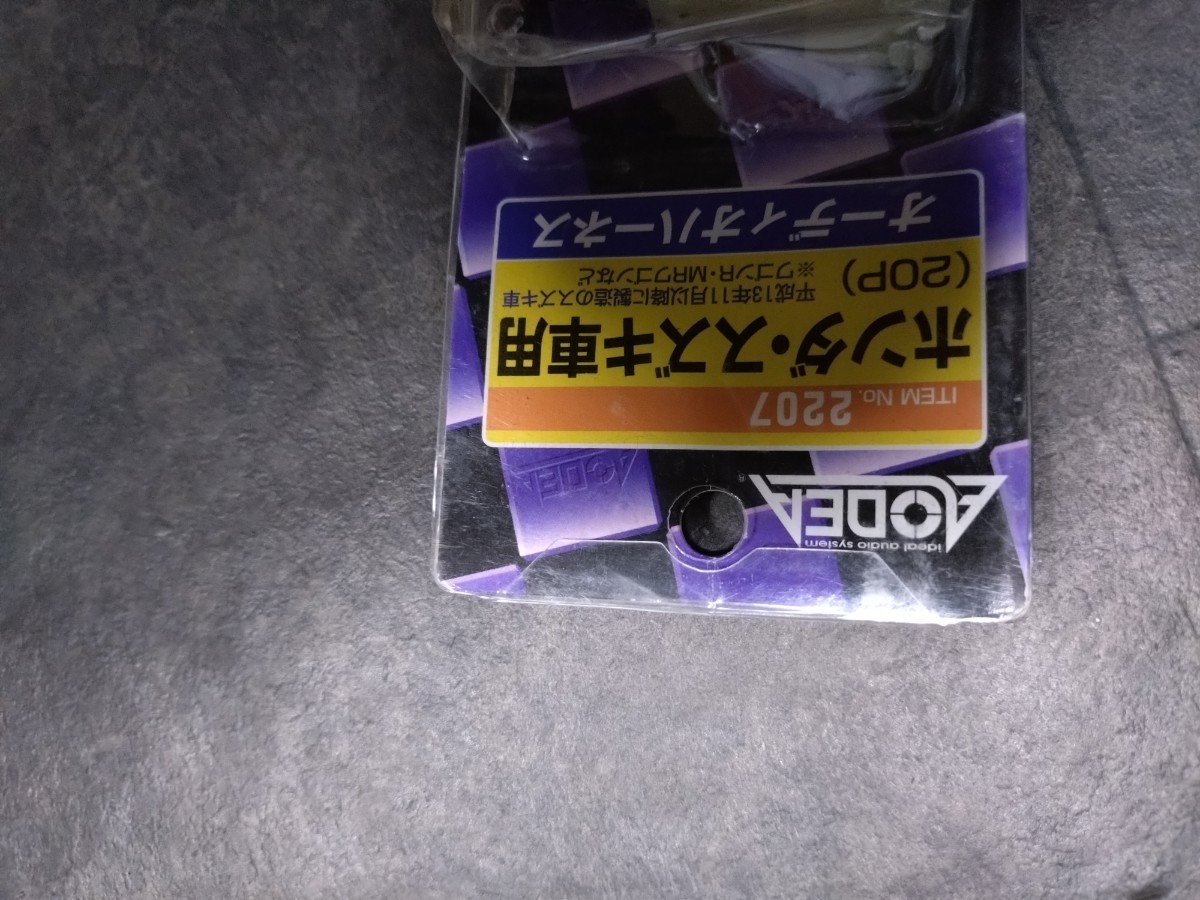 ideal audio system
AODEA
®
ITEM No. 2207
ホンダ・スズキ車用
(20P) 平成13年11月以降に製造のスズキ車
※ワゴンR・MRワゴンなど
オーディオハーネス
AODEA